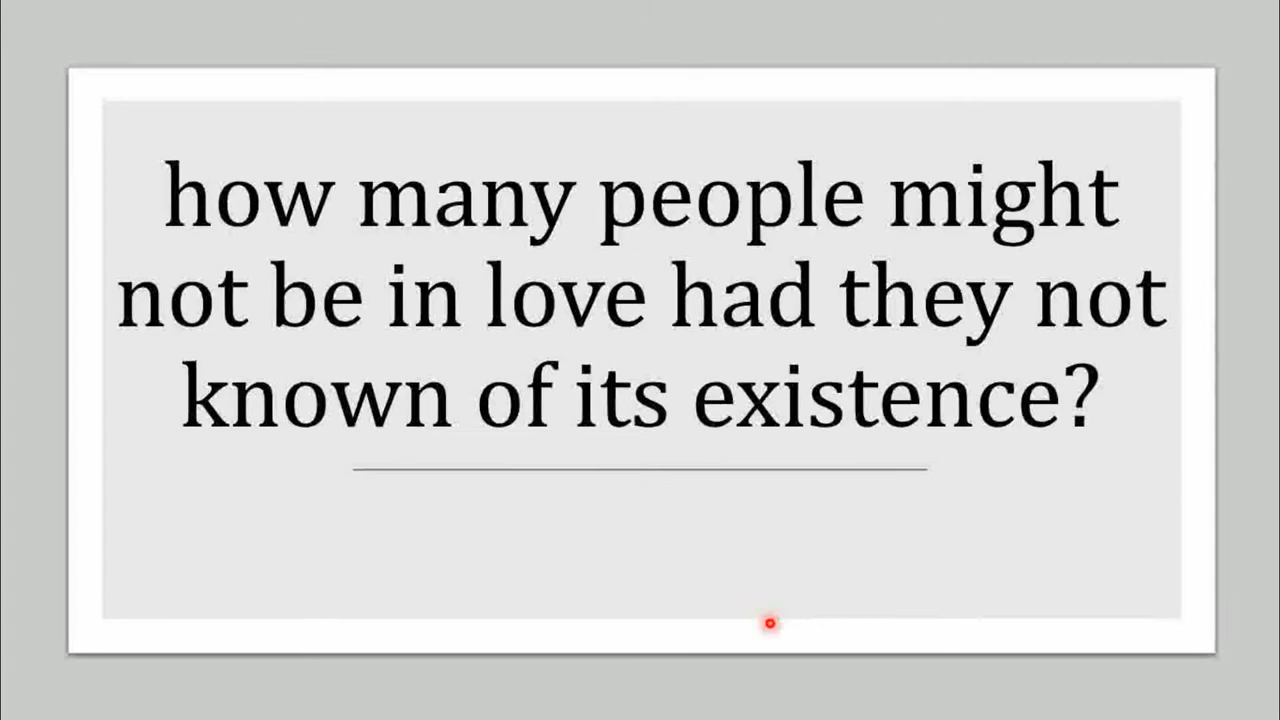 how many people might
not be in love had they not
known of its existence?